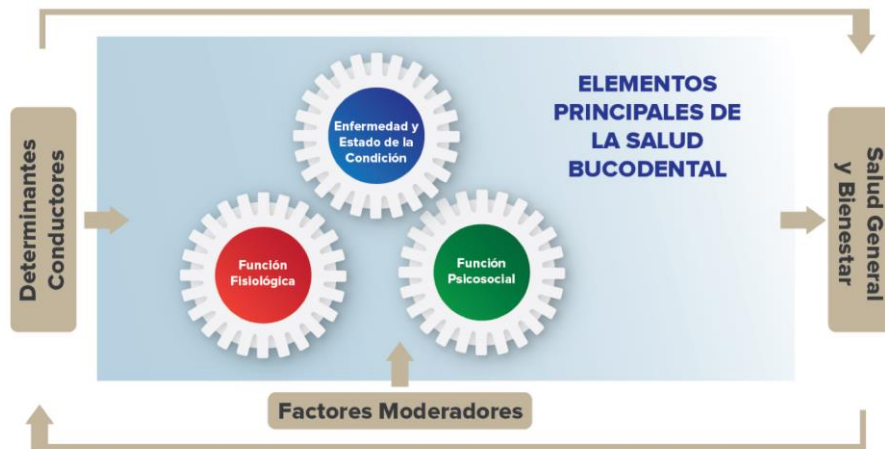 ELEMENTOS
PRINCIPALES DE
LA SALUD
BUCODENTAL
Enfermedad y
Estado de la
Condición
Determinantes
Conductores
Función
Fisiológica
Función
Psicosocial
Salud General
y Bienestar
Factores Moderadores